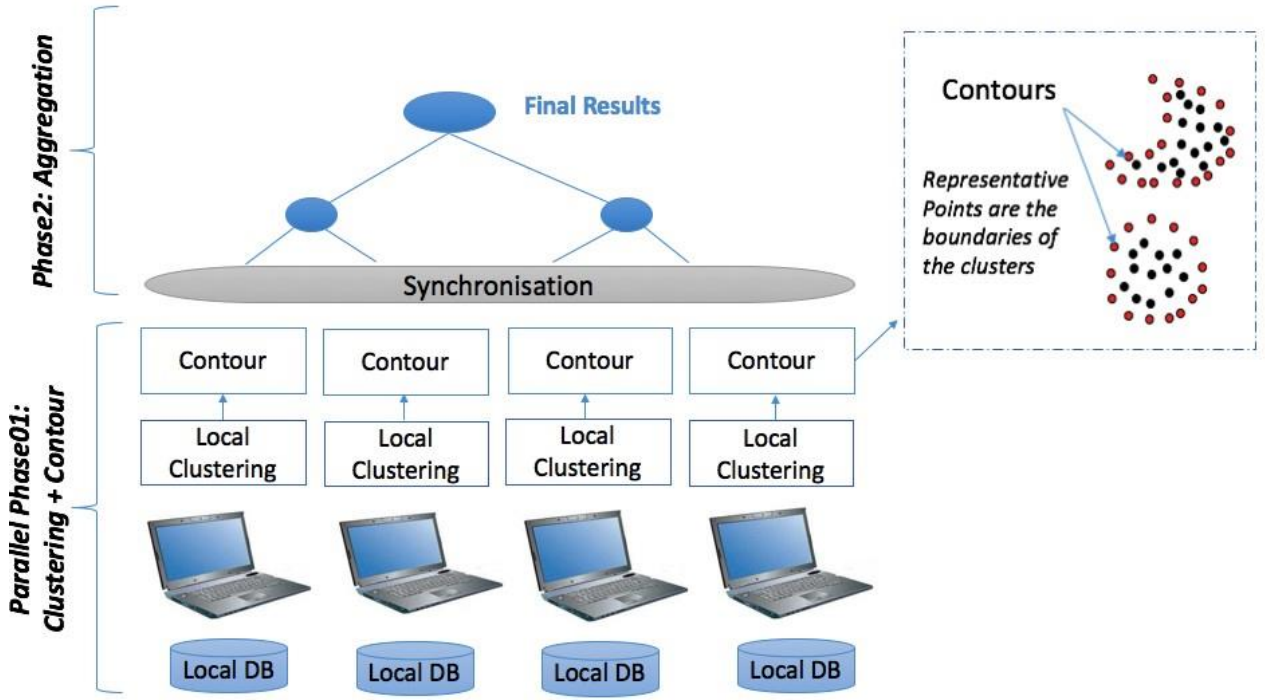 Phase2: Aggregation
Final Results
Synchronisation
Contours
Representative
Points are the
boundaries of
the clusters
Parallel Phase01:
Clustering + Contour
Contour
Contour
Contour
Contour
Local
Clustering
Local
Clustering
Local
Clustering
Local
Clustering
Local DB
Local DB
Local DB
Local DB